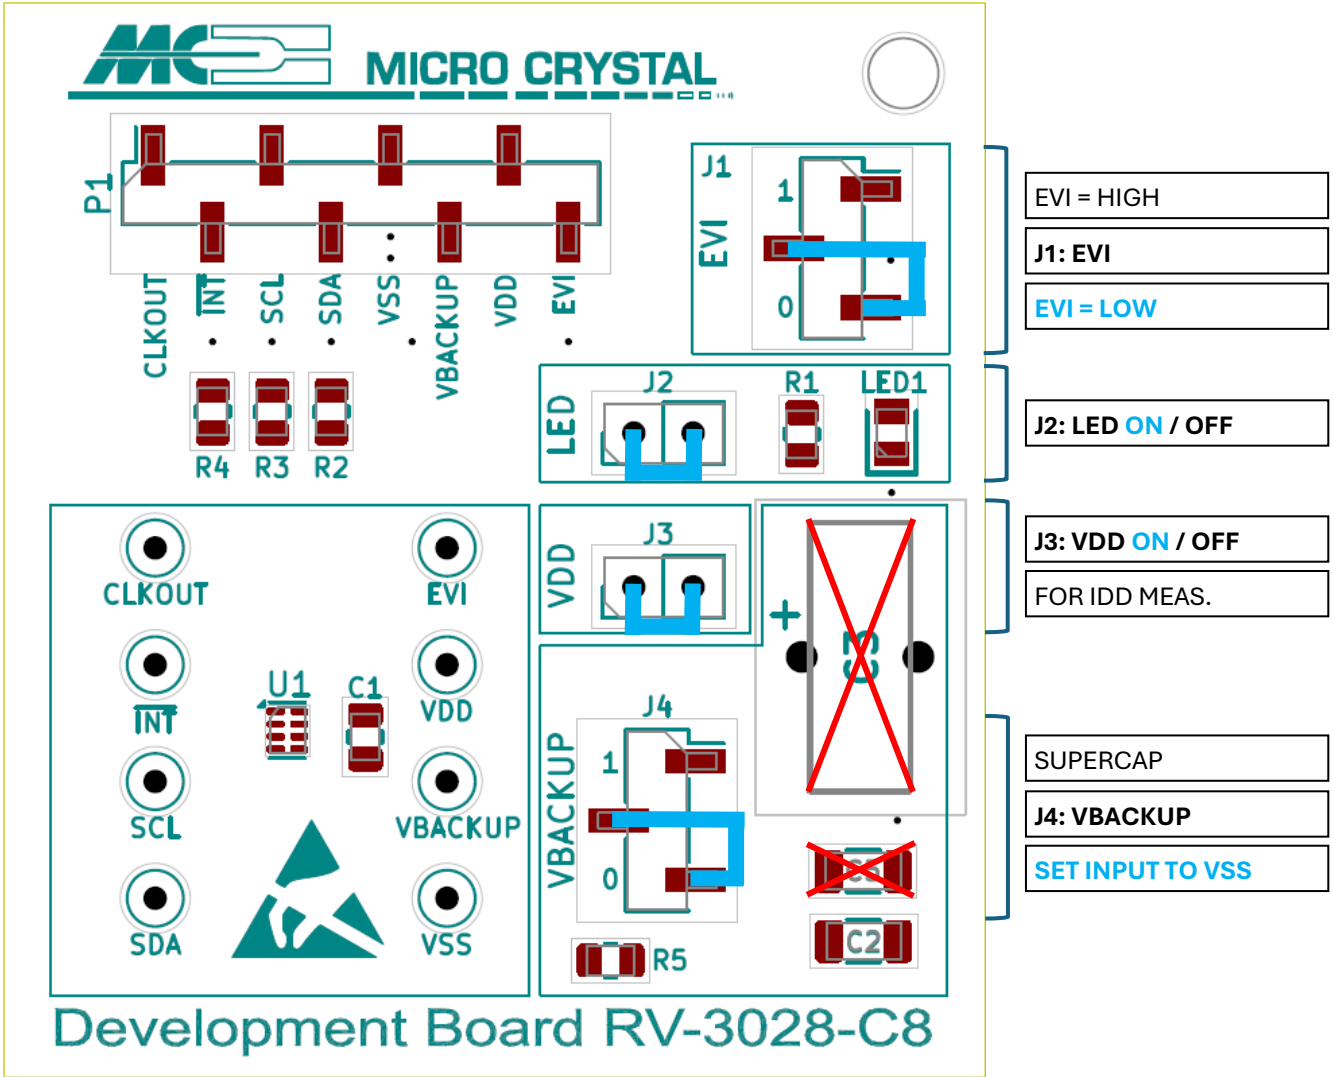 MICRO CRYSTAL
P1
CLKOUT
INT
SCL
SDA
VSS
VBACKUP
VDD
EVI
R4
R3
R2
J1
EVI
1
0
EVI = HIGH
J1: EVI
EVI = LOW
LED
J2
R1
LED1
J2: LED ON / OFF
VDD
J3
J3: VDD ON / OFF
FOR IDD MEAS.
+
CLKOUT
INT
SCL
SDA
U1
C1
EVI
VDD
VBACKUP
VSS
VBACKUP
J4
1
0
R5
C2
SUPERCAP
J4: VBACKUP
SET INPUT TO VSS
Development Board RV-3028-C8